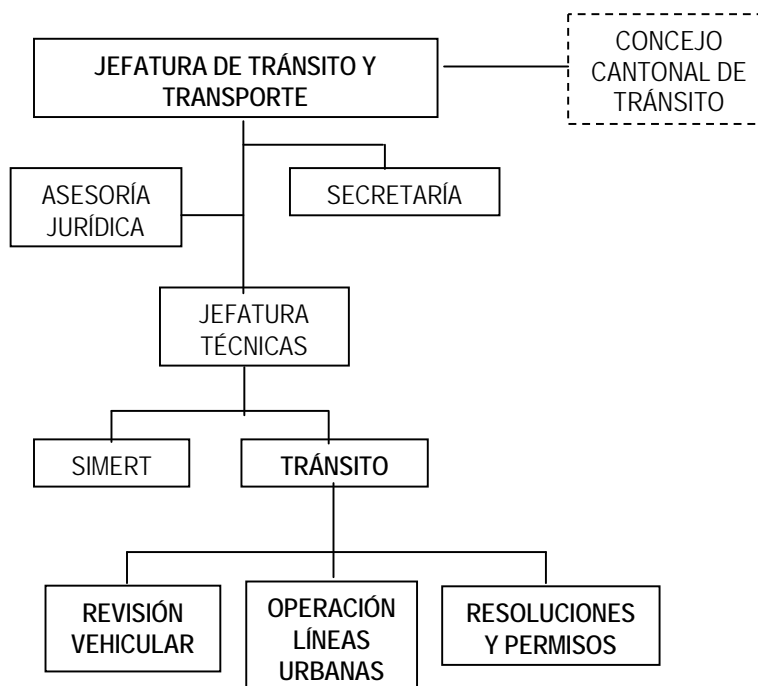 JEFATURA DE TRÁNSITO Y
TRANSPORTE
CONCEJO
CANTONAL DE
TRÁNSITO
ASESORÍA
JURÍDICA
SECRETARÍA
JEFATURA
TÉCNICAS
SIMERT
TRÁNSITO
REVISIÓN
VEHICULAR
OPERACIÓN
LÍNEAS
URBANAS
RESOLUCIONES
Y PERMISOS